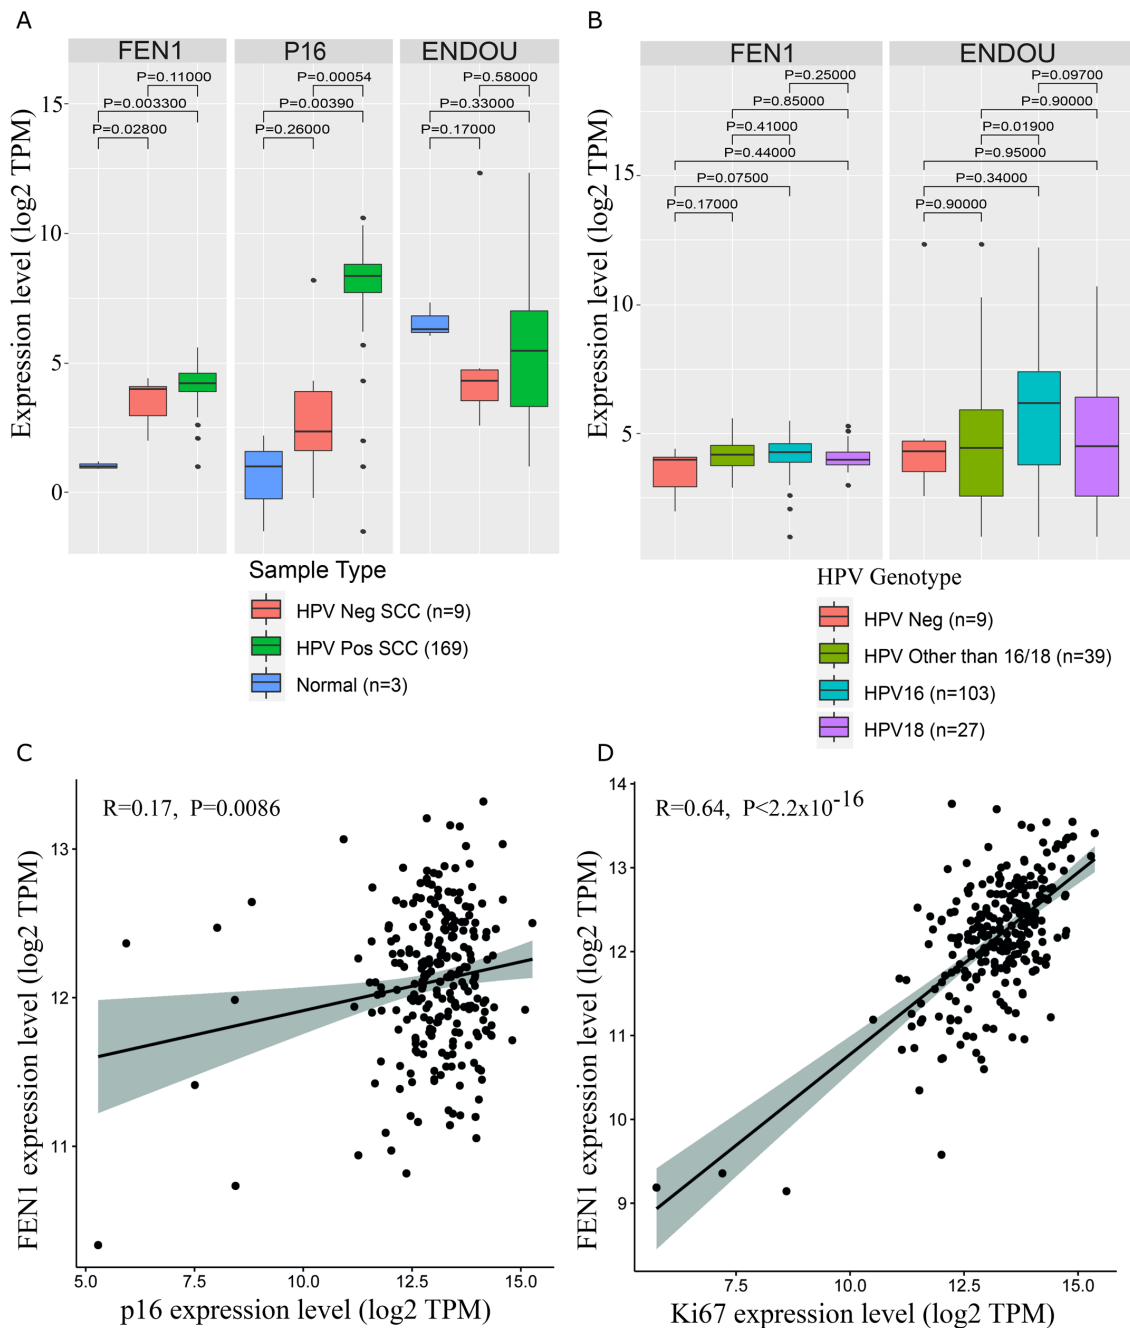 A
FEN1
P16
ENDOU
P=0.11000
P=0.003300
P=0.02800
P=0.00054
P=0.00390
P=0.26000
P=0.58000
P=0.33000
P=0.17000
15
10
5
0
Expression level (log2 TPM)
Sample Type
HPV Neg SCC (n=9)
HPV Pos SCC (169)
Normal (n=3)
B
FEN1
ENDOU
P=0.25000
P=0.85000
P=0.41000
P=0.44000
P=0.07500
P=0.17000
P=0.09700
P=0.90000
P=0.01900
P=0.95000
P=0.34000
P=0.90000
15
10
5
Expression level (log2 TPM)
HPV Genotype
HPV Neg (n=9)
HPV Other than 16/18 (n=39)
HPV16 (n=103)
HPV18 (n=27)
C
R=0.17, P=0.0086
13
12
11
FEN1 expression level (log2 TPM)
5.0 7.5 10.0 12.5 15.0
p16 expression level (log2 TPM)
D
R=0.64, P<2.2x10^-16
14
13
12
11
10
9
FEN1 expression level (log2 TPM)
7.5 10.0 12.5 15.0
Ki67 expression level (log2 TPM)